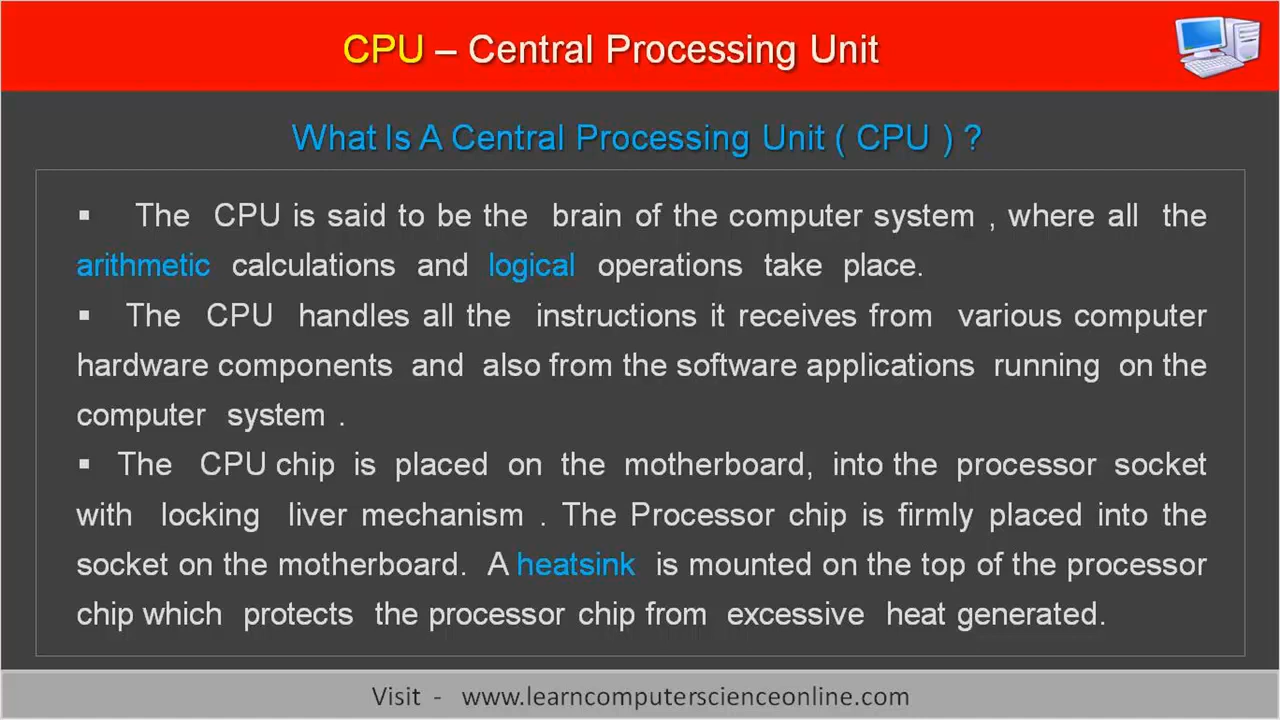 CPU – Central Processing Unit
What Is A Central Processing Unit ( CPU ) ?
▪ The CPU is said to be the brain of the computer system , where all the
arithmetic calculations and logical operations take place.
▪ The CPU handles all the instructions it receives from various computer
hardware components and also from the software applications running on the
computer system .
▪ The CPU chip is placed on the motherboard, into the processor socket
with locking liver mechanism . The Processor chip is firmly placed into the
socket on the motherboard. A heatsink is mounted on the top of the processor
chip which protects the processor chip from excessive heat generated.
Visit - www.learncomputerscienceonline.com